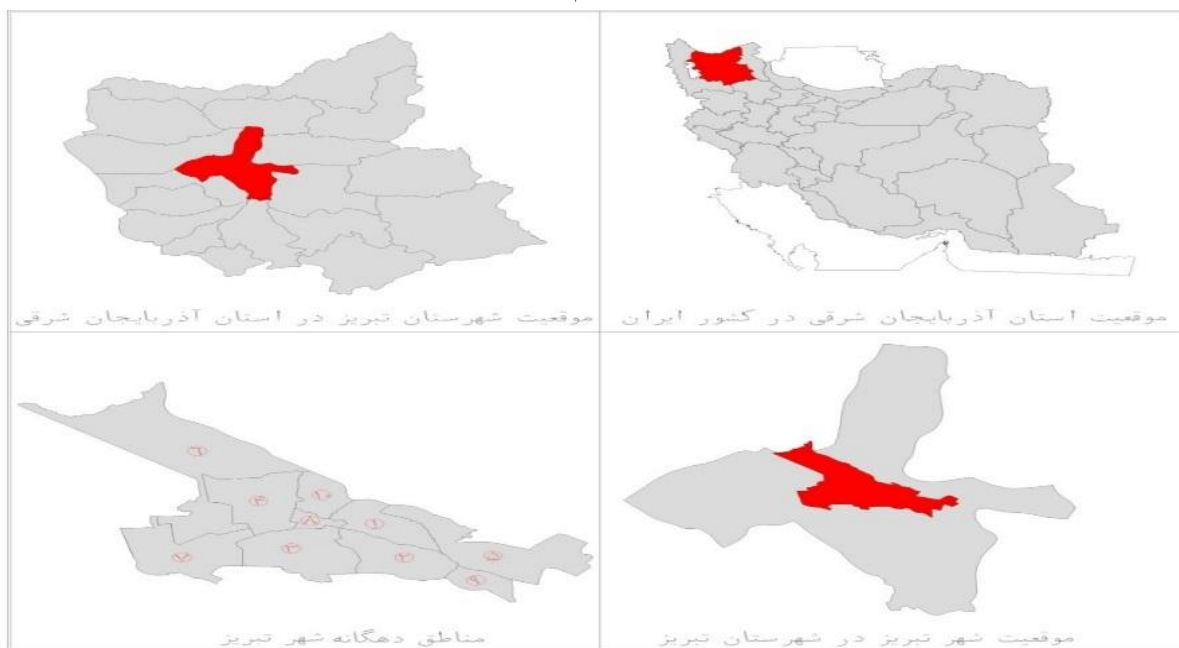 موقعیت استان آذربایجان شرقی در کشور ایران
موقعیت شهرستان تبریز در استان آذربایجان شرقی
موقعیت شهر تبریز در شهرستان تبریز
مناطق دهگانه شهر تبریز